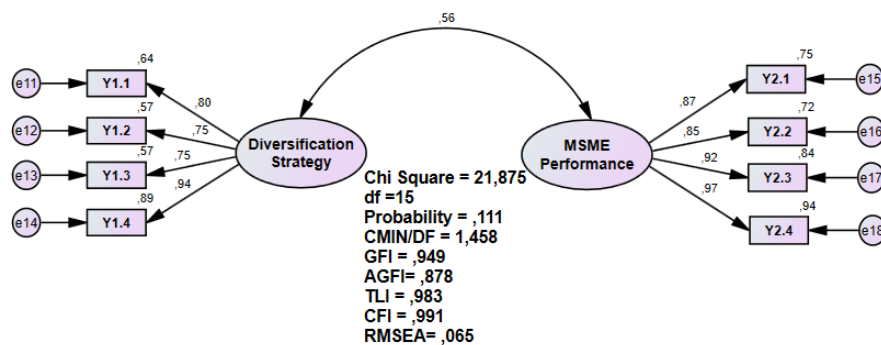 ,56
,64
e11
Y1.1
,80
,57
e12
Y1.2
,75
,57
e13
Y1.3
,75
,89
e14
Y1.4
,94
Diversification
Strategy
MSME
Performance
,75
Y2.1
e15
,87
,72
Y2.2
e16
,85
,84
Y2.3
e17
,92
,94
Y2.4
e18
,97
Chi Square = 21,875
df =15
Probability = ,111
CMIN/DF = 1,458
GFI = ,949
AGFI= ,878
TLI = ,983
CFI = ,991
RMSEA= ,065